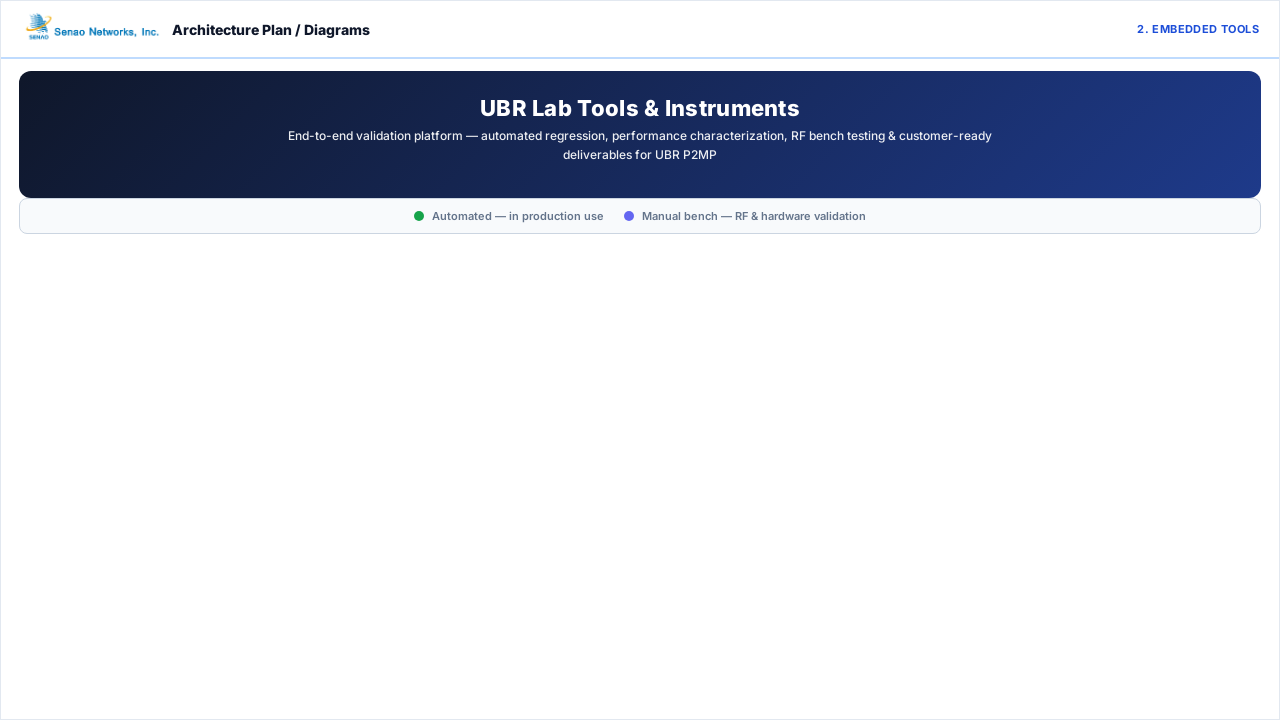 SENAO
Senao Networks, Inc.
Architecture Plan / Diagrams
2. EMBEDDED TOOLS
UBR Lab Tools & Instruments
End-to-end validation platform — automated regression, performance characterization, RF bench testing & customer-ready
deliverables for UBR P2MP
Automated — in production use
Manual bench — RF & hardware validation